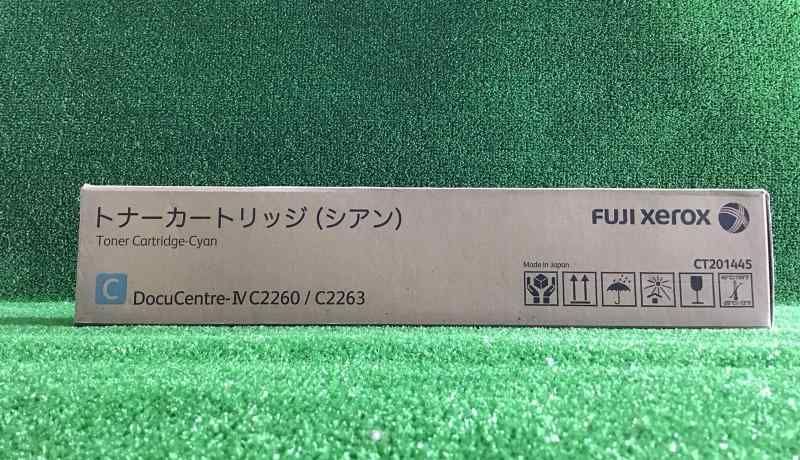 トナーカートリッジ (シアン)
Toner Cartridge-Cyan
C DocuCentre-Ⅳ C2260 / C2263
FUJI xerox
CT201445
Made in Japan